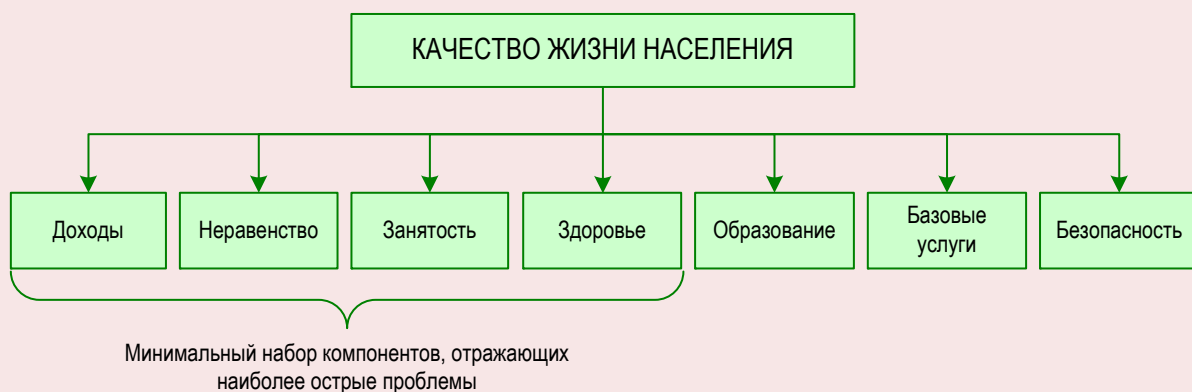 КАЧЕСТВО ЖИЗНИ НАСЕЛЕНИЯ
Доходы
Неравенство
Занятость
Здоровье
Образование
Базовые
услуги
Безопасность
Минимальный набор компонентов, отражающих
наиболее острые проблемы